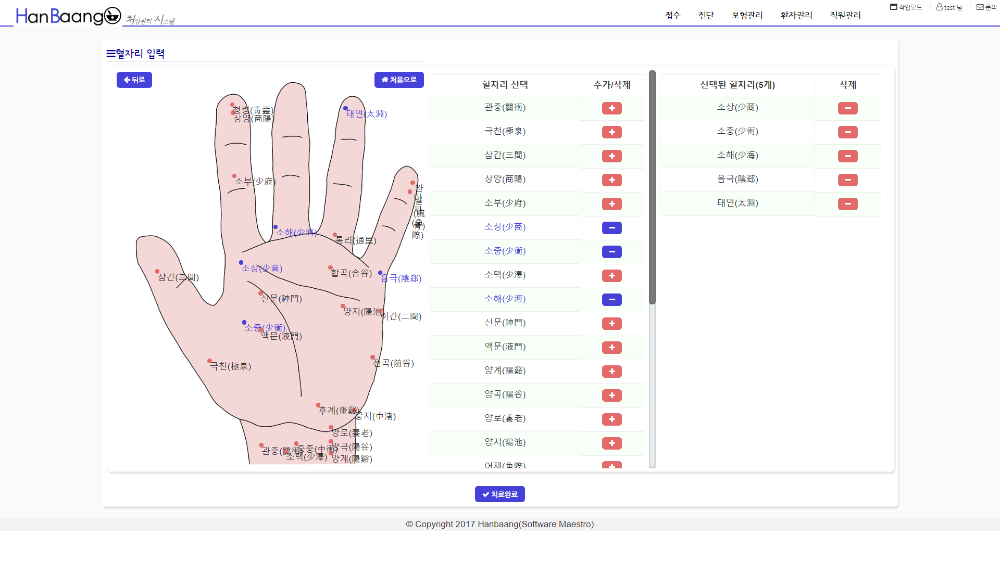 HanBaang 처방관리 시스템
접수 진단 보험관리 환자관리 직원관리
작업모드 test 님 문의
혈자리 입력
뒤로
처음으로
청령(靑靈)
상양(商陽)
태연(太淵)
소부(少府)
완골(腕骨)
어제(魚際)
소해(少海)
통리(通里)
소상(少商)
합곡(合谷)
음극(陰郄)
삼간(三間)
신문(神門)
양지(陽池)
이간(二間)
소충(少衝)
액문(液門)
극천(極泉)
전곡(前谷)
후계(後谿)
중저(中渚)
양로(養老)
관충(關衝)
중충(中衝)
양곡(陽谷)
소택(少澤)
양계(陽谿)
혈자리 선택 추가/삭제
관충(關衝)
극천(極泉)
삼간(三間)
상양(商陽)
소부(少府)
소상(少商)
소충(少衝)
소택(少澤)
소해(少海)
신문(神門)
액문(液門)
양계(陽谿)
양곡(陽谷)
양로(養老)
양지(陽池)
어제(魚際)
선택된 혈자리(5개) 삭제
소상(少商)
소충(少衝)
소해(少海)
음극(陰郄)
태연(太淵)
치료완료
© Copyright 2017 Hanbaang(Software Maestro)